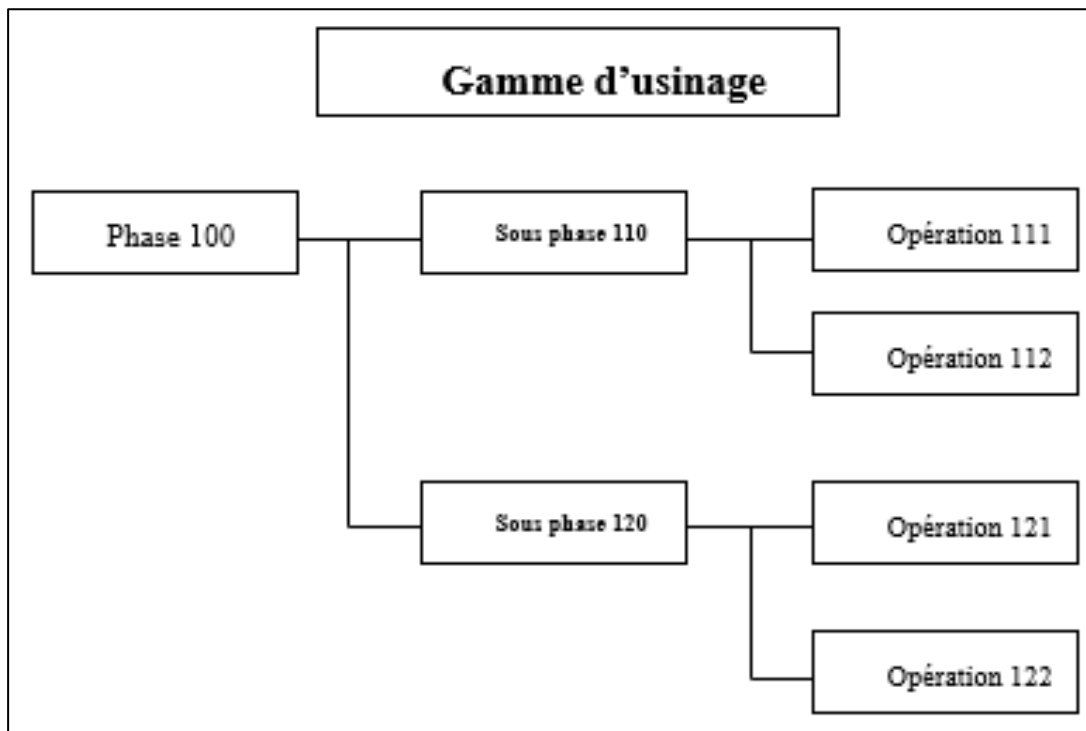 Gamme d’usinage
Phase 100
Sous phase 110
Opération 111
Opération 112
Sous phase 120
Opération 121
Opération 122